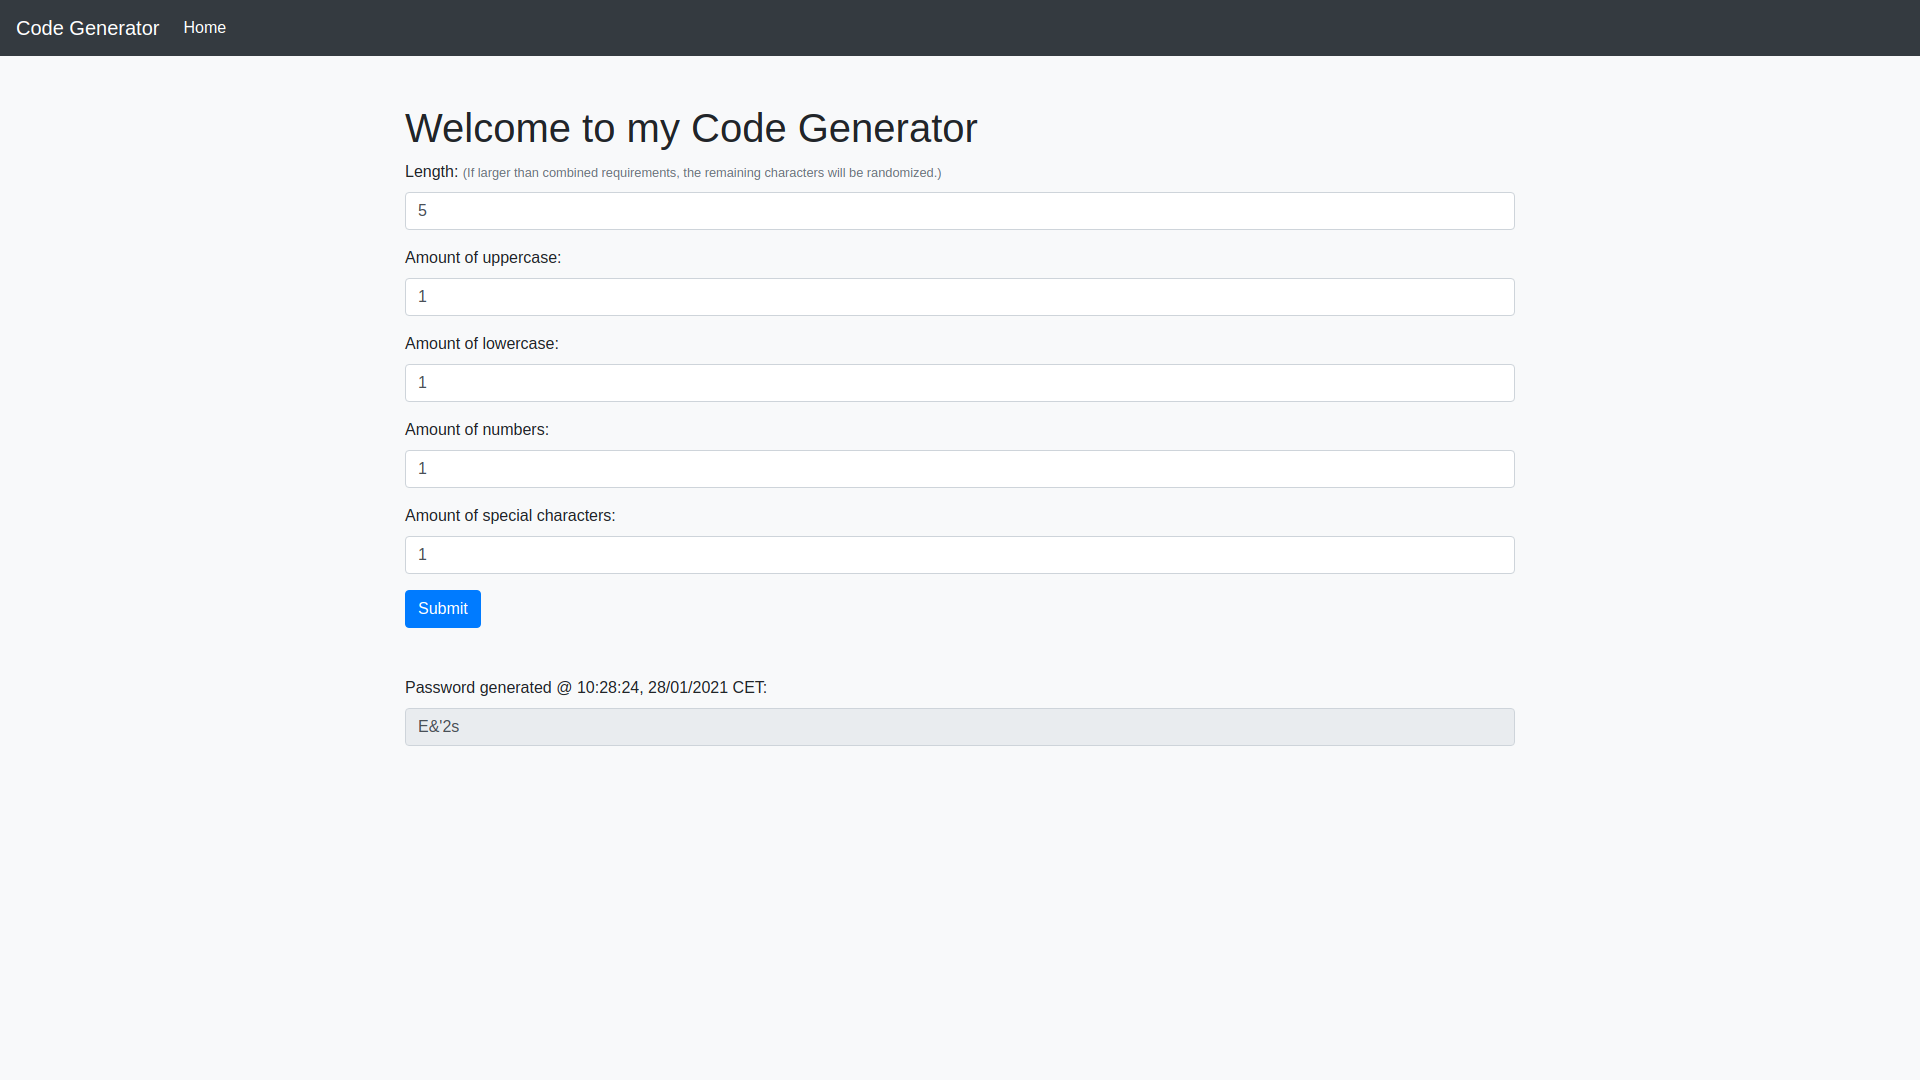 Code Generator Home
Welcome to my Code Generator
Length: (If larger than combined requirements, the remaining characters will be randomized.)
5
Amount of uppercase:
1
Amount of lowercase:
1
Amount of numbers:
1
Amount of special characters:
1
Submit
Password generated @ 10:28:24, 28/01/2021 CET:
E&'2s